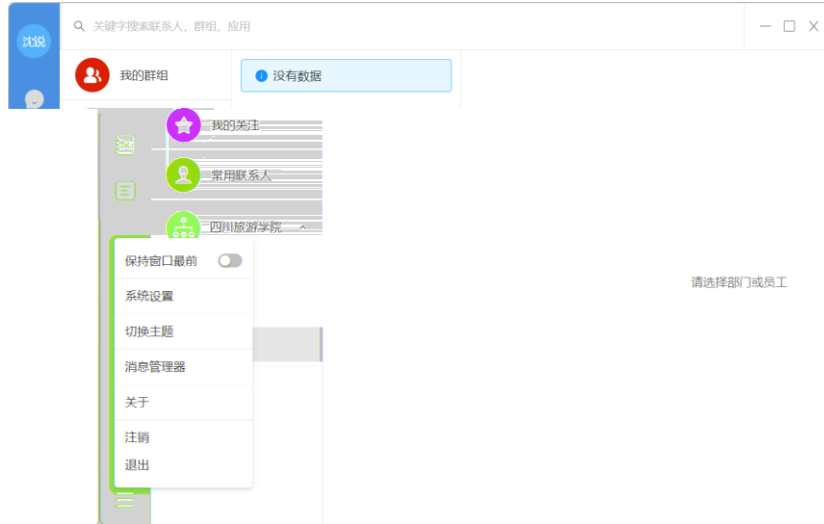 关键字搜索联系人，群组，应用
沈锐
我的群组
没有数据
我的关注
常用联系人
四川旅游学院
保持窗口最前
请选择部门或员工
系统设置
切换主题
消息管理器
关于
注销
退出